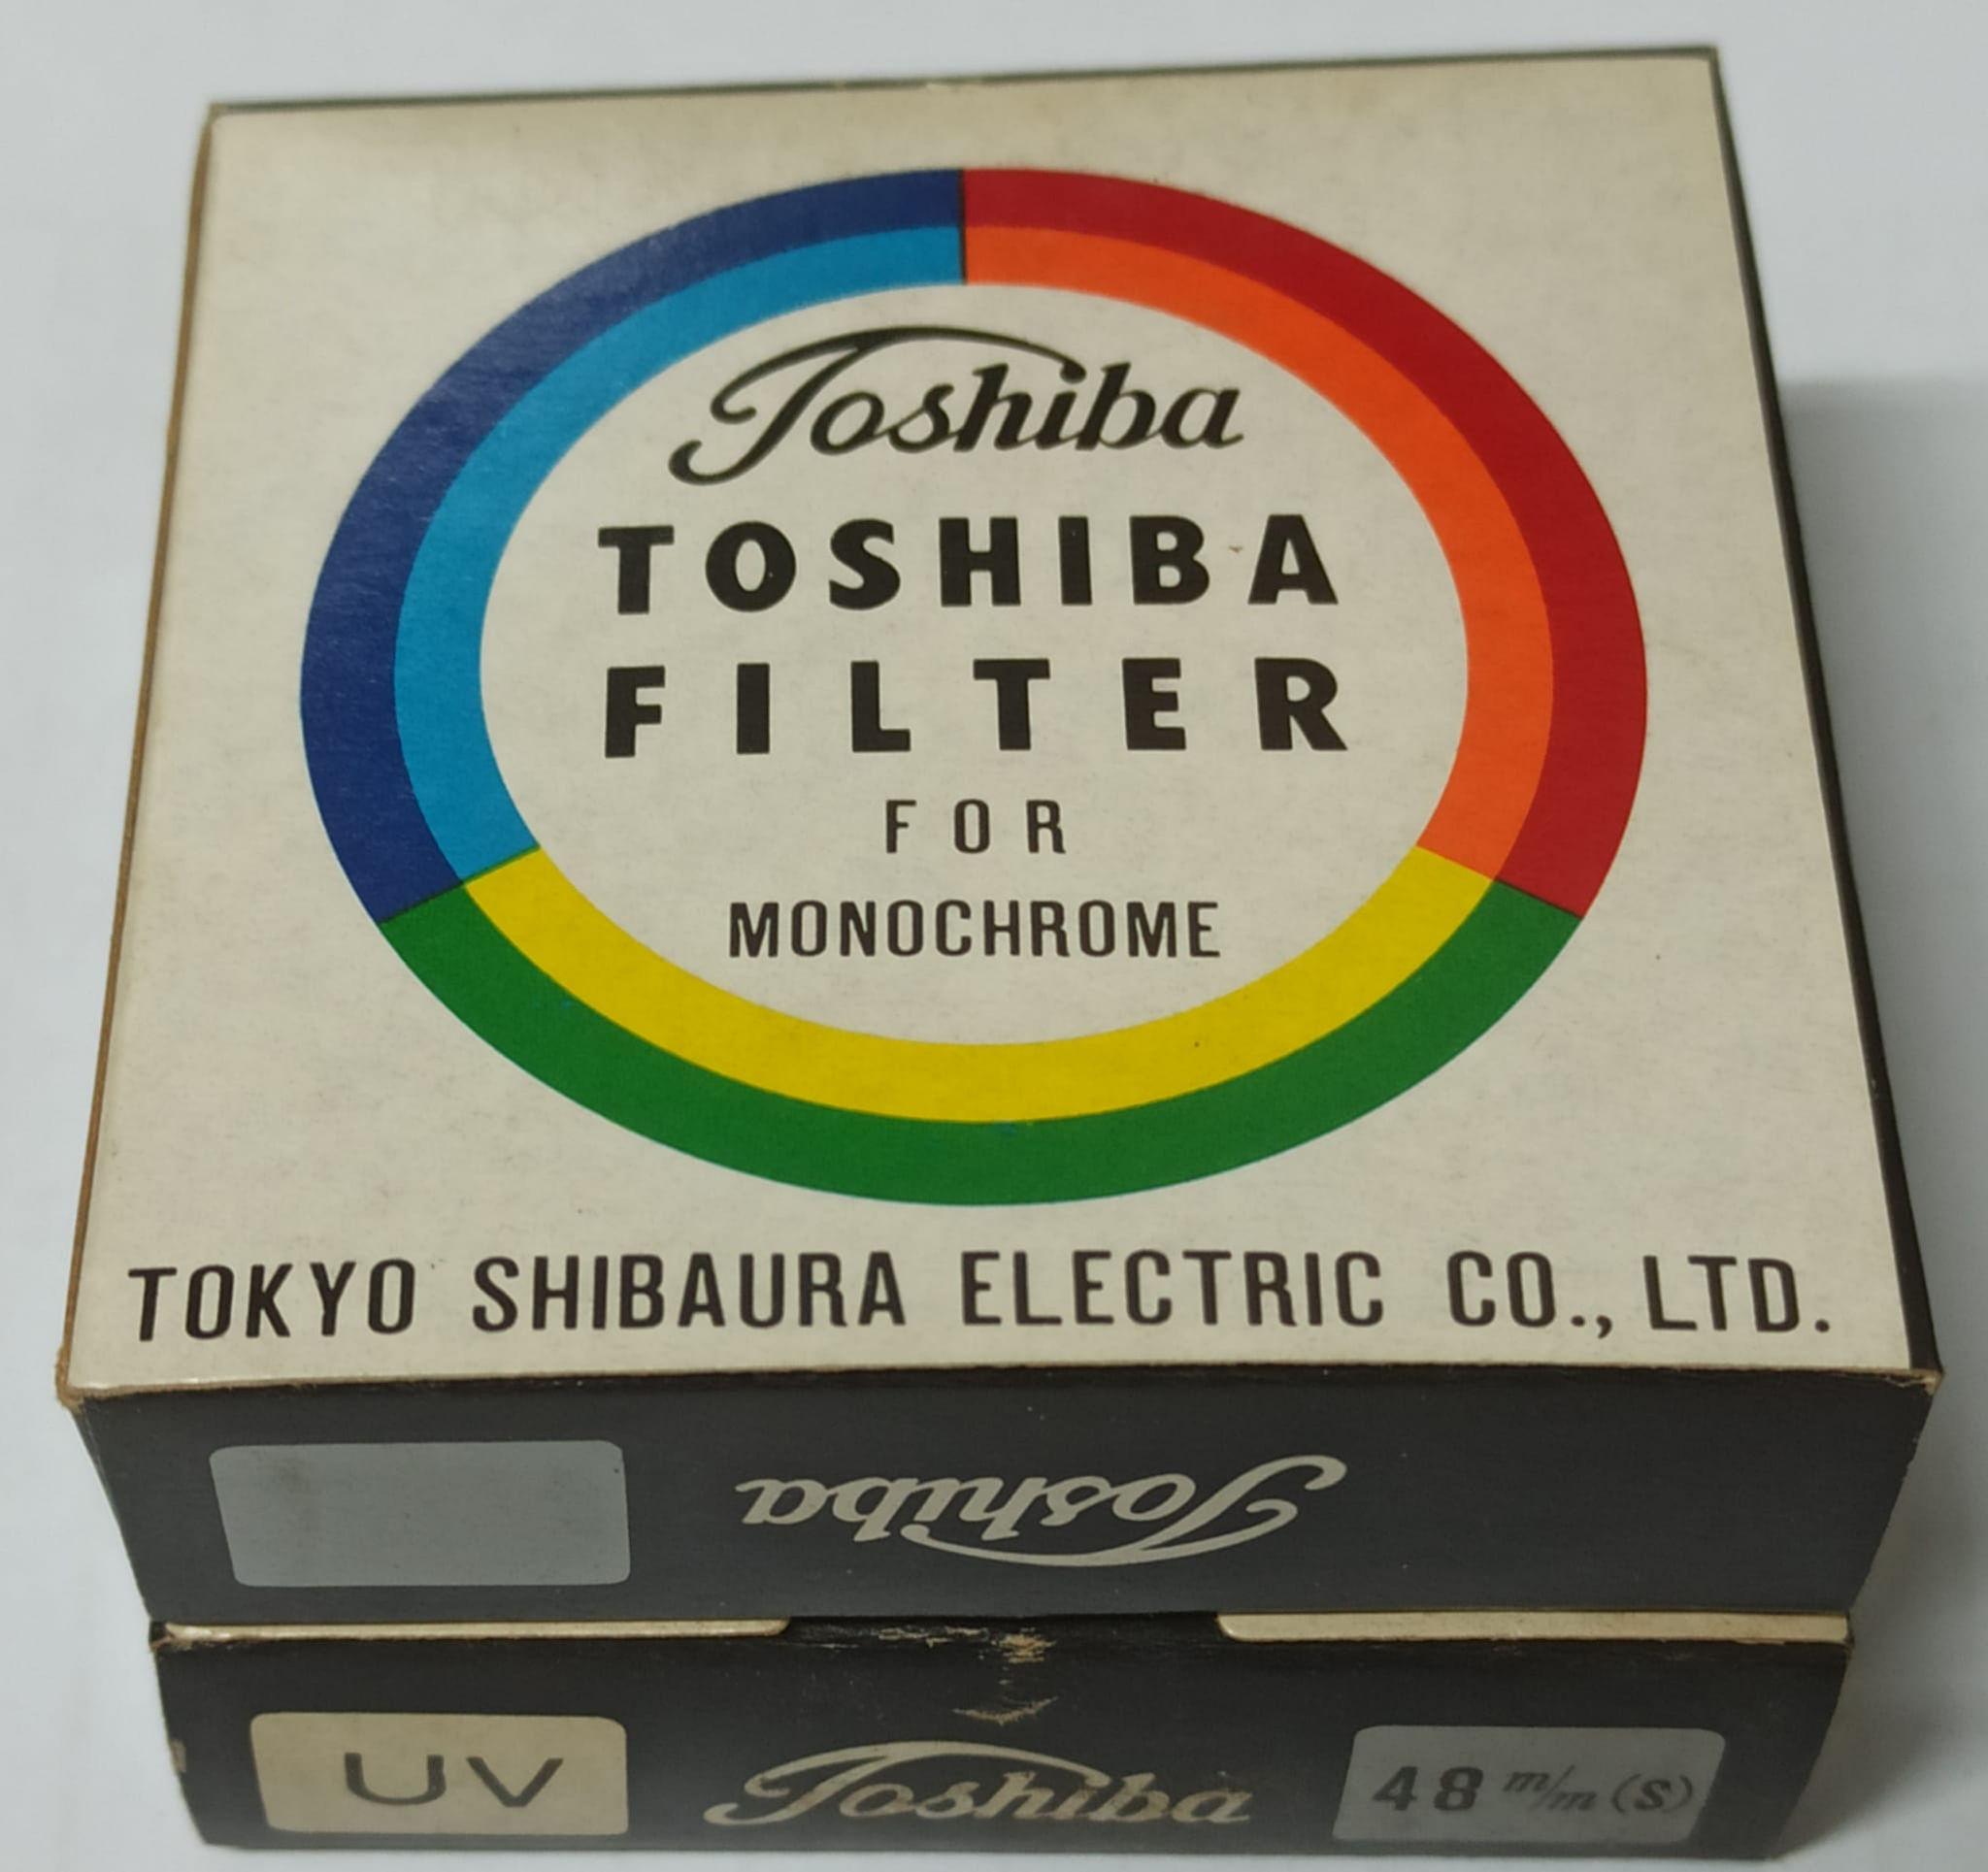 Toshiba
TOSHIBA
FILTER
FOR
MONOCHROME
TOKYO SHIBAURA ELECTRIC CO., LTD.
Toshiba
UV
Toshiba
48 m/m (S)